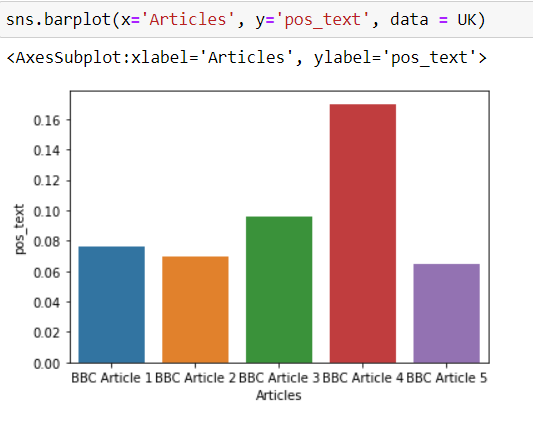 sns.barplot(x='Articles', y='pos_text', data = UK)
<AxesSubplot:xlabel='Articles', ylabel='pos_text'>
0.16
0.14
0.12
0.10
0.08
0.06
0.04
0.02
0.00
pos_text
BBC Article 1 BBC Article 2 BBC Article 3 BBC Article 4 BBC Article 5
Articles